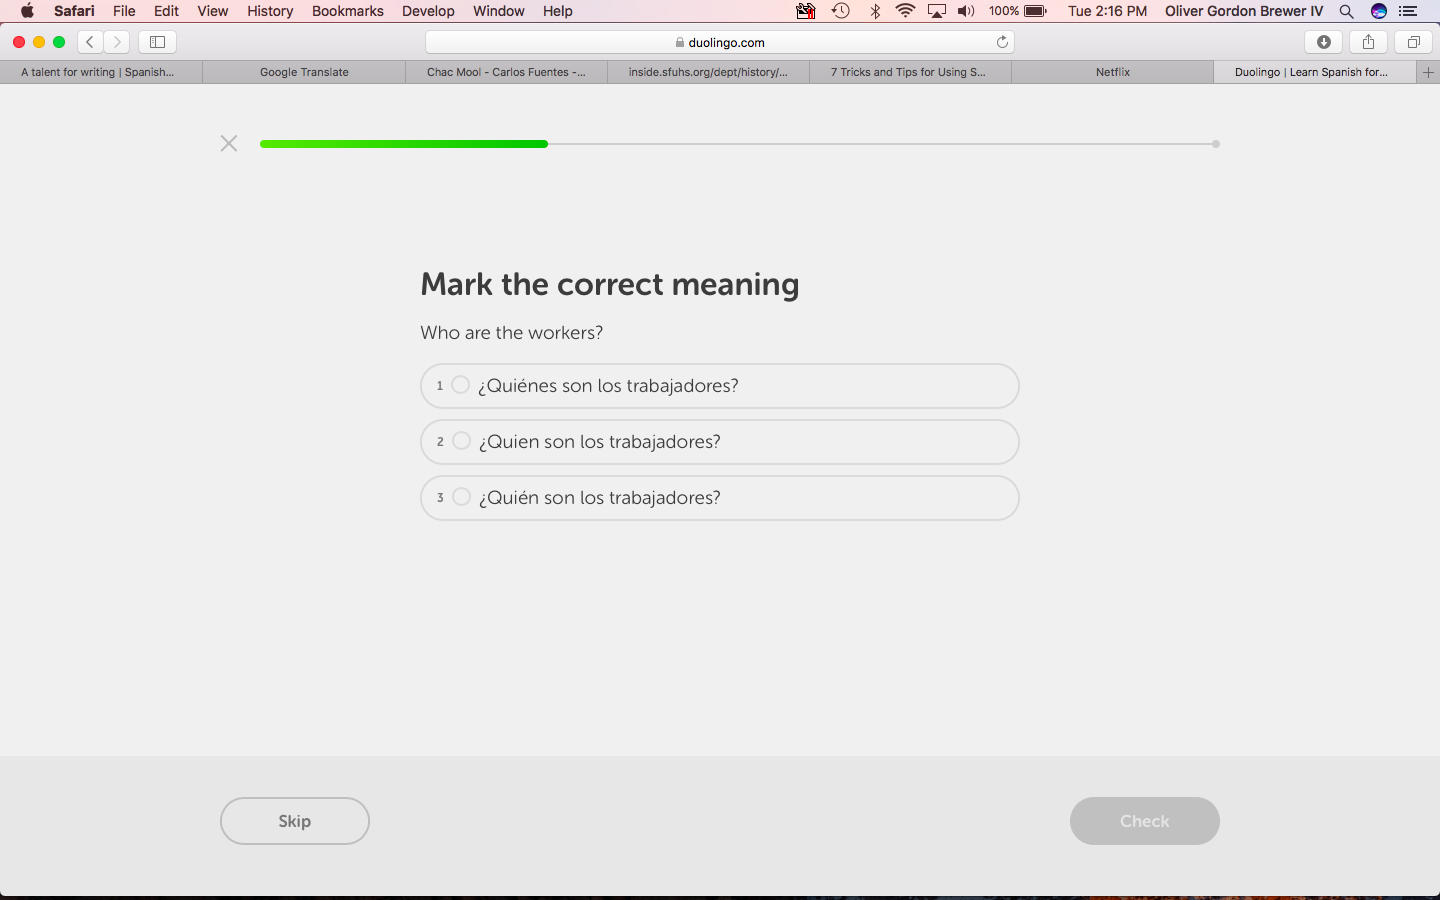 Safari File Edit View History Bookmarks Develop Window Help 100% Tue 2:16 PM Oliver Gordon Brewer IV
duolingo.com
A talent for writing | Spanish... Google Translate Chac Mool - Carlos Fuentes -... inside.sfuhs.org/dept/history/... 7 Tricks and Tips for Using S... Netflix Duolingo | Learn Spanish for...
Mark the correct meaning
Who are the workers?
1 ¿Quiénes son los trabajadores?
2 ¿Quien son los trabajadores?
3 ¿Quién son los trabajadores?
Skip Check